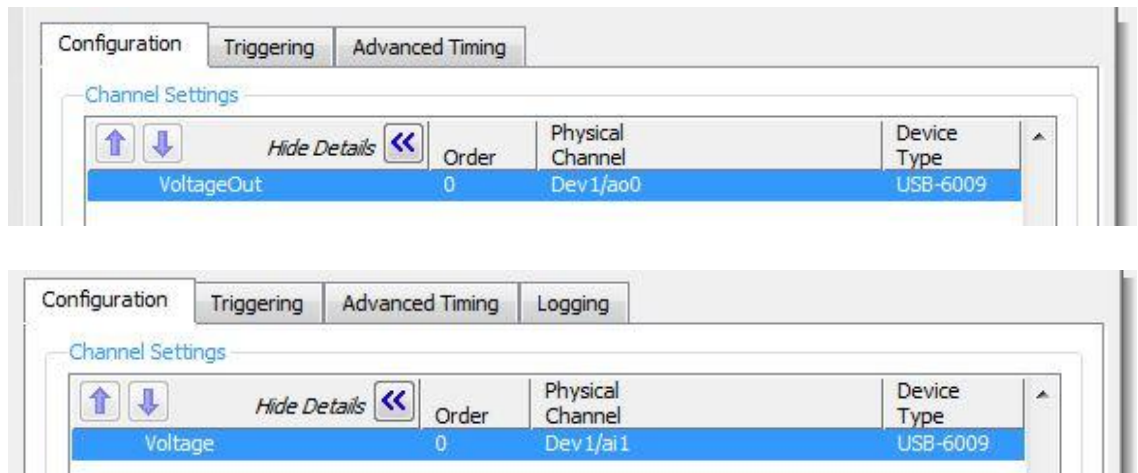 Configuration Triggering Advanced Timing
Channel Settings
Hide Details Order Physical Channel Device Type
VoltageOut 0 Dev1/ao0 USB-6009
Configuration Triggering Advanced Timing Logging
Channel Settings
Hide Details Order Physical Channel Device Type
Voltage 0 Dev1/ai1 USB-6009